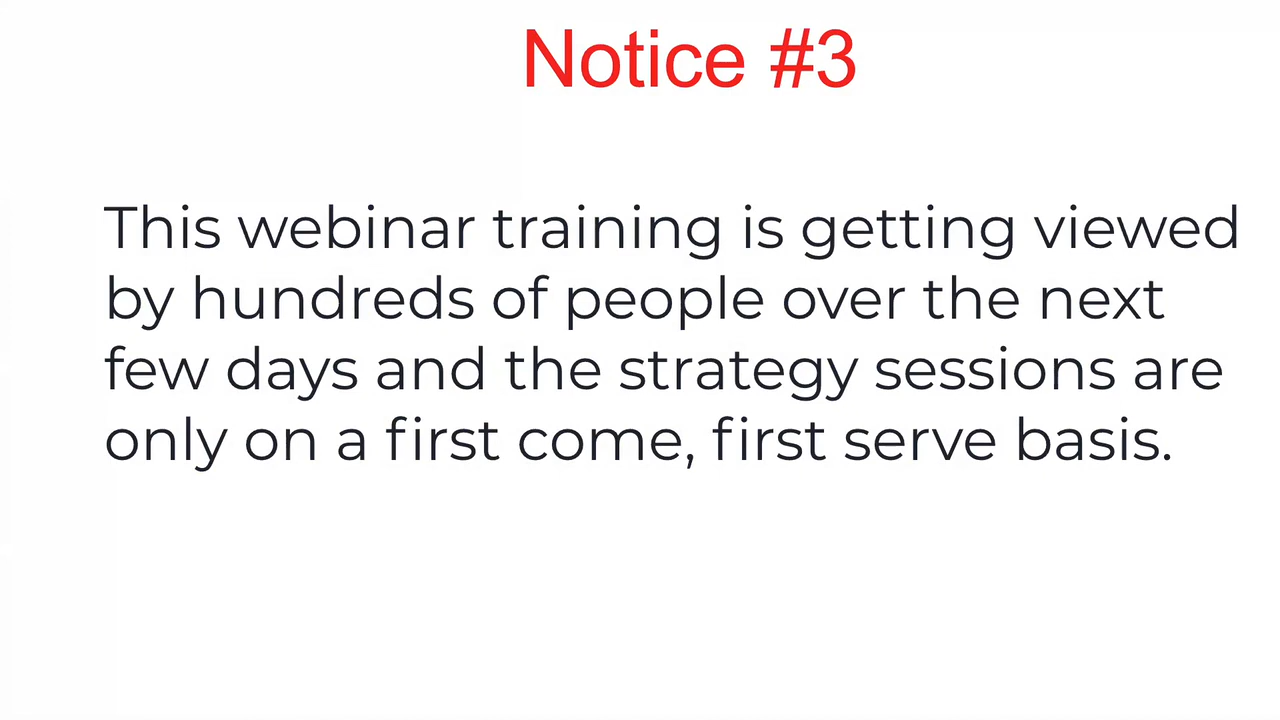 Notice #3
This webinar training is getting viewed
by hundreds of people over the next
few days and the strategy sessions are
only on a first come, first serve basis.